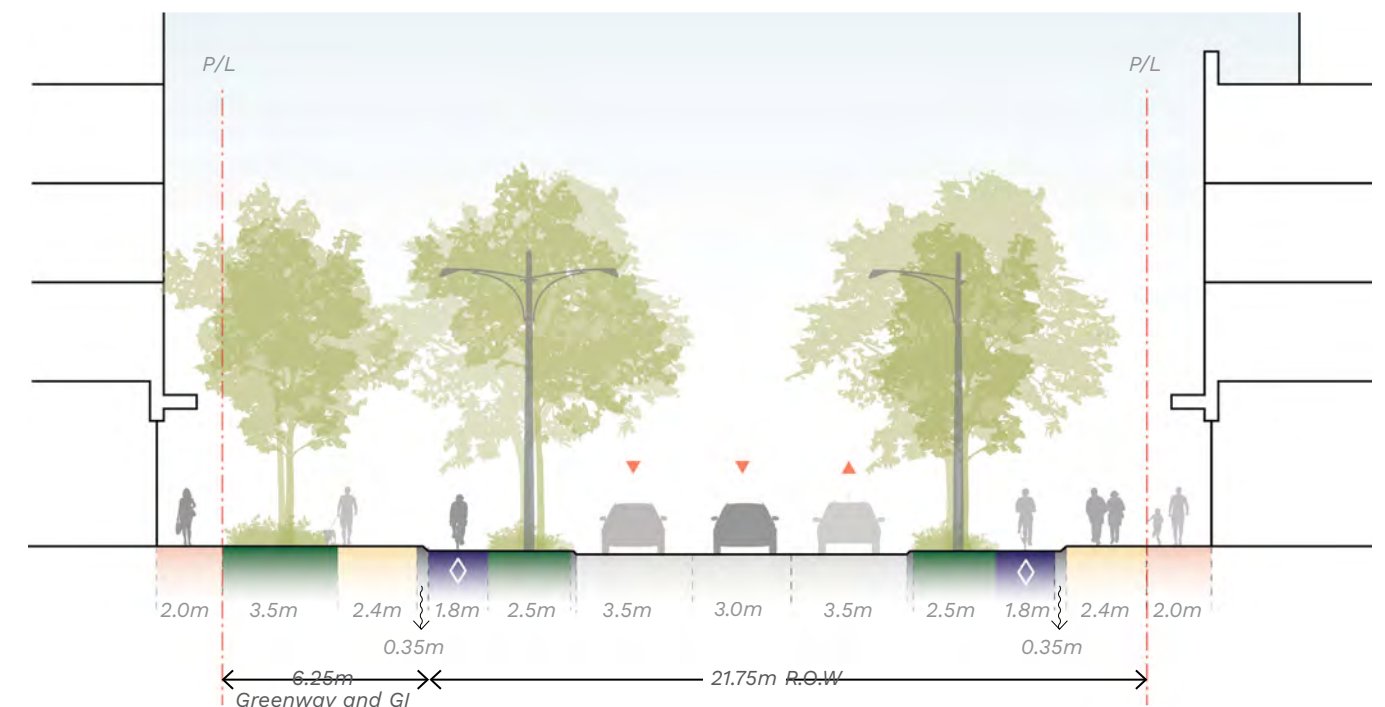 P/L P/L
2.0m 3.5m 2.4m 1.8m 2.5m 3.5m 3.0m 3.5m 2.5m 1.8m 2.4m 2.0m
0.35m 0.35m
6.25m 21.75m R.O.W
Greenway and GI